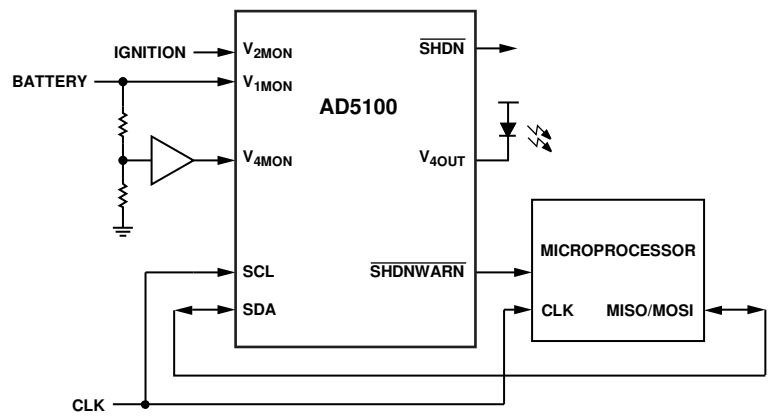 IGNITION
BATTERY
V2MON
V1MON
AD5100
SHDN
V4MON
V4OUT
SCL
SHDNWARN
SDA
MICROPROCESSOR
CLK
MISO/MOSI
CLK